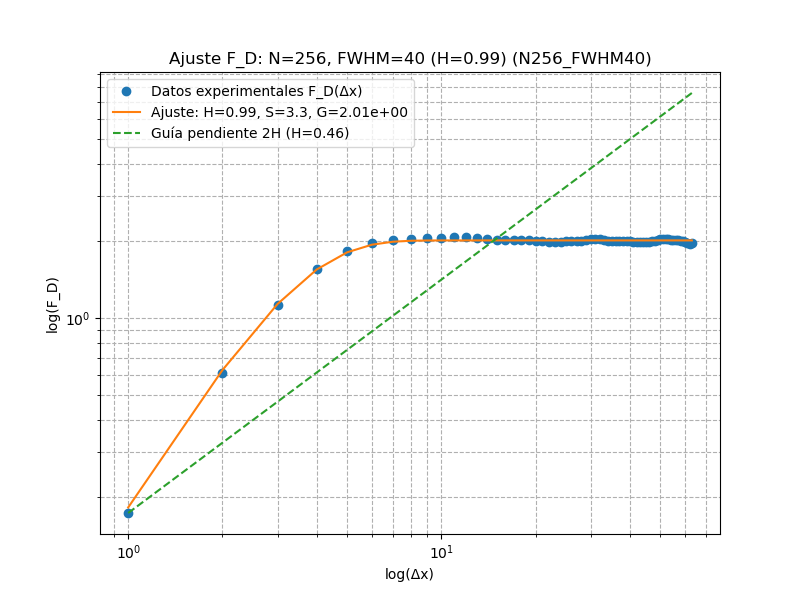 Ajuste F_D: N=256, FWHM=40 (H=0.99) (N256_FWHM40)
Datos experimentales F_D(Δx)
Ajuste: H=0.99, S=3.3, G=2.01e+00
Guía pendiente 2H (H=0.46)
log(F_D)
10⁰
10⁰
10¹
log(Δx)